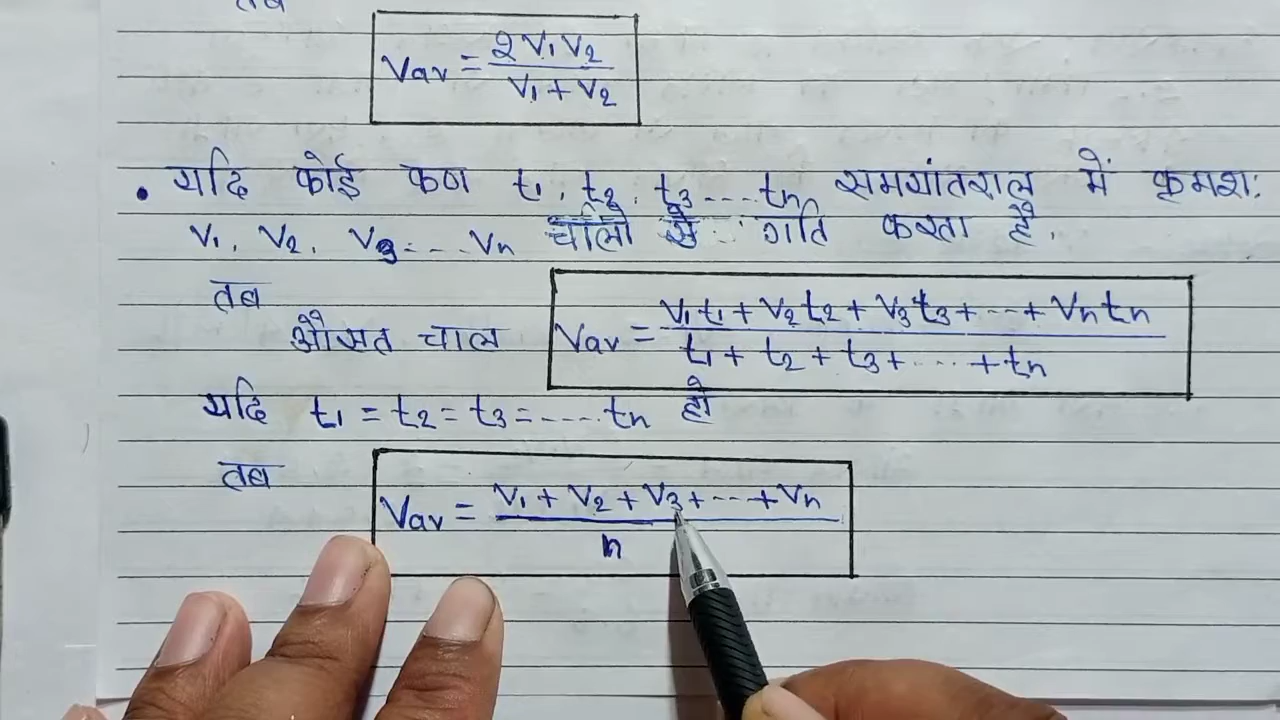 तब
Vav = 2V₁V₂ / V₁ + V₂
• यदि कोई कण t₁, t₂, t₃ .... tn समयांतराल में क्रमशः
V₁, V₂, V₃ .... Vn चालों से गति करता है.
तब
औसत चाल Vav = V₁t₁ + V₂t₂ + V₃t₃ + ... + Vntn / t₁ + t₂ + t₃ + .... + tn
यदि t₁ = t₂ = t₃ = ..... tn हो
तब
Vav = V₁ + V₂ + V₃ + ... + Vn / n